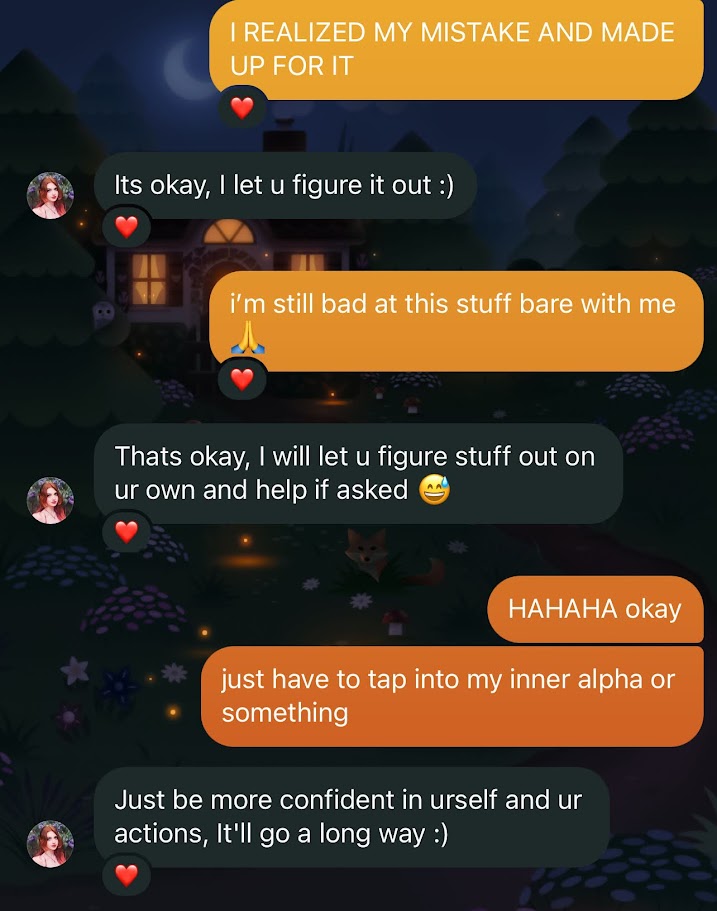 I REALIZED MY MISTAKE AND MADE
UP FOR IT
Its okay, I let u figure it out :)
i’m still bad at this stuff bare with me
🙏
Thats okay, I will let u figure stuff out on
ur own and help if asked 😅
HAHAHA okay
just have to tap into my inner alpha or
something
Just be more confident in urself and ur
actions, It'll go a long way :)